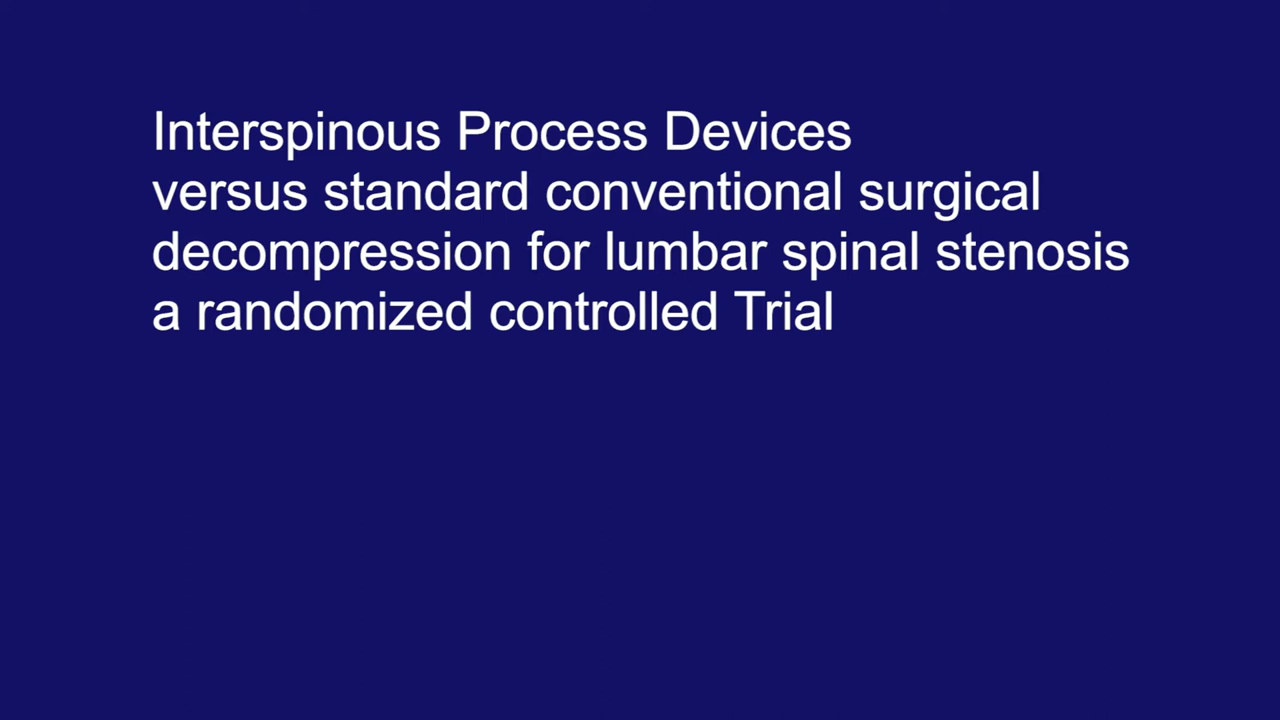 Interspinous Process Devices
versus standard conventional surgical
decompression for lumbar spinal stenosis
a randomized controlled Trial